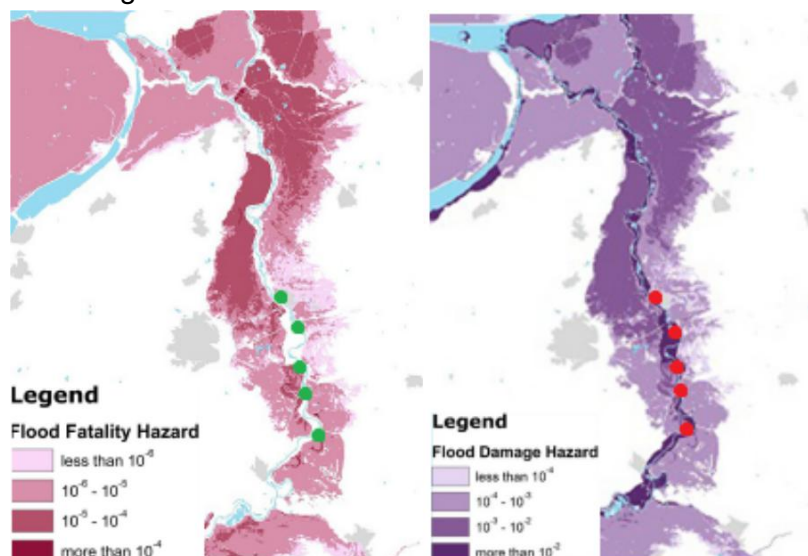 Legend
Flood Fatality Hazard
less than 10⁻⁶
10⁻⁶ - 10⁻⁵
10⁻⁵ - 10⁻⁴
more than 10⁻⁴
Legend
Flood Damage Hazard
less than 10⁻⁴
10⁻⁴ - 10⁻³
10⁻³ - 10⁻²
more than 10⁻²